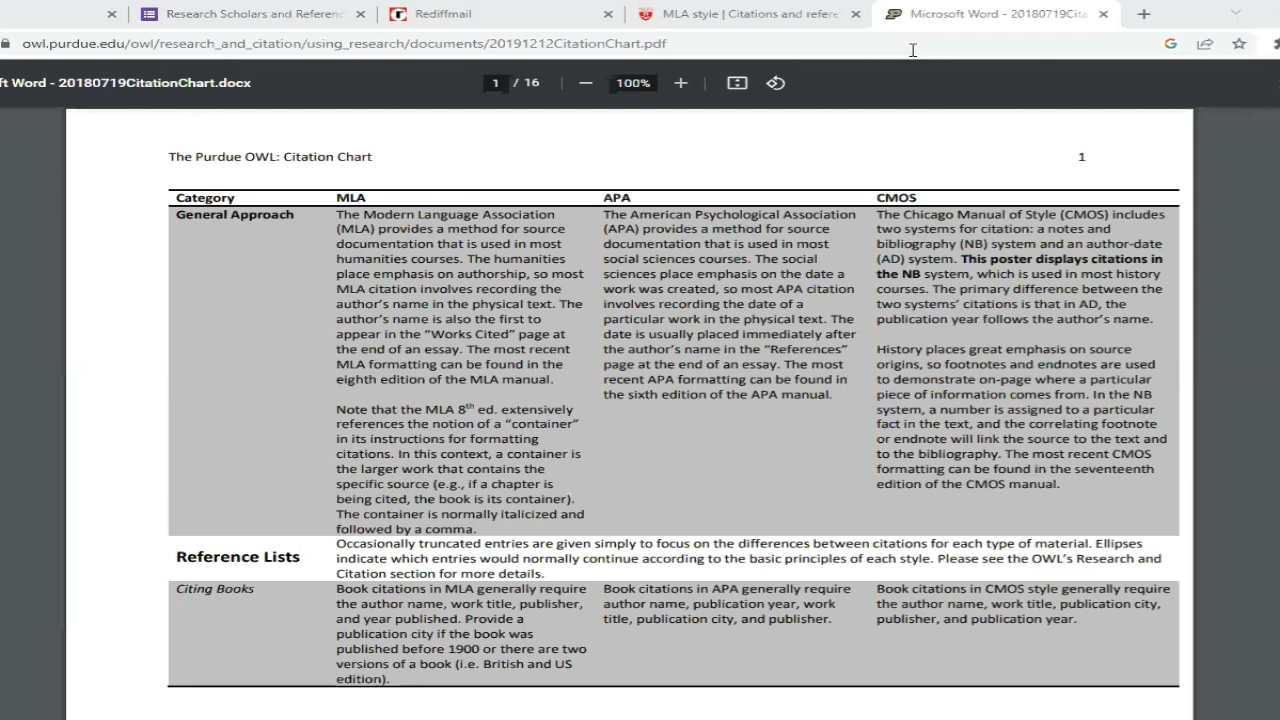 Research Scholars and Referenc
Rediffmail
MLA style | Citations and refere
Microsoft Word - 20180719Cita
owl.purdue.edu/owl/research_and_citation/using_research/documents/20191212CitationChart.pdf
ft Word - 20180719CitationChart.docx
1 / 16
100%
The Purdue OWL: Citation Chart
1
Category
MLA
APA
CMOS
General Approach
The Modern Language Association
(MLA) provides a method for source
documentation that is used in most
humanities courses. The humanities
place emphasis on authorship, so most
MLA citation involves recording the
author's name in the physical text. The
author's name is also the first to
appear in the “Works Cited” page at
the end of an essay. The most recent
MLA formatting can be found in the
eighth edition of the MLA manual.
Note that the MLA 8th ed. extensively
references the notion of a “container”
in its instructions for formatting
citations. In this context, a container is
the larger work that contains the
specific source (e.g., if a chapter is
being cited, the book is its container).
The container is normally italicized and
followed by a comma.
The American Psychological Association
(APA) provides a method for source
documentation that is used in most
social sciences courses. The social
sciences place emphasis on the date a
work was created, so most APA citation
involves recording the date of a
particular work in the physical text. The
date is usually placed immediately after
the author's name in the “References”
page at the end of an essay. The most
recent APA formatting can be found in
the sixth edition of the APA manual.
The Chicago Manual of Style (CMOS) includes
two systems for citation: a notes and
bibliography (NB) system and an author-date
(AD) system. This poster displays citations in
the NB system, which is used in most history
courses. The primary difference between the
two systems' citations is that in AD, the
publication year follows the author's name.
History places great emphasis on source
origins, so footnotes and endnotes are used
to demonstrate on-page where a particular
piece of information comes from. In the NB
system, a number is assigned to a particular
fact in the text, and the correlating footnote
or endnote will link the source to the text and
to the bibliography. The most recent CMOS
formatting can be found in the seventeenth
edition of the CMOS manual.
Reference Lists
Occasionally truncated entries are given simply to focus on the differences between citations for each type of material. Ellipses
indicate which entries would normally continue according to the basic principles of each style. Please see the OWL's Research and
Citation section for more details.
Citing Books
Book citations in MLA generally require
the author name, work title, publisher,
and year published. Provide a
publication city if the book was
published before 1900 or there are two
versions of a book (i.e. British and US
edition).
Book citations in APA generally require
author name, publication year, work
title, publication city, and publisher.
Book citations in CMOS style generally require
the author name, work title, publication city,
publisher, and publication year.